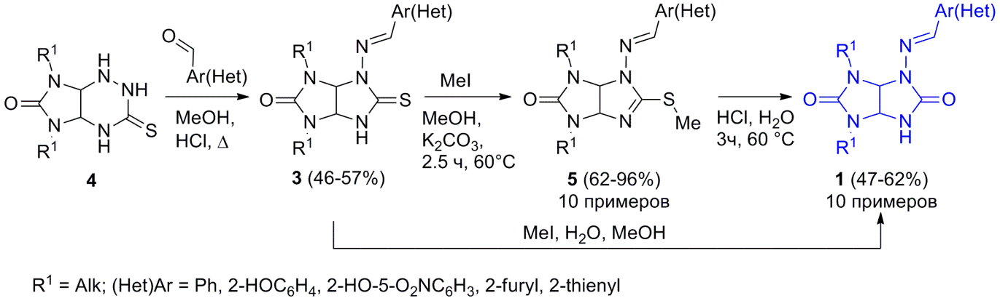 Ar(Het)
Ar(Het)
Ar(Het)
O
Ar(Het)
R¹
H
N
N
NH
O
N
N
H
S
R¹
MeOH,
HCl, Δ
4
R¹
N
N
N
O
S
N
N
H
R¹
3 (46-57%)
MeI
MeOH,
K₂CO₃,
2.5 ч, 60°C
R¹
N
N
N
O
S
Me
N
N
R¹
5 (62-96%)
10 примеров
HCl, H₂O
3ч, 60 °C
R¹
N
N
N
O
O
N
N
H
R¹
1 (47-62%)
10 примеров
MeI, H₂O, MeOH
R¹ = Alk; (Het)Ar = Ph, 2-HOC₆H₄, 2-HO-5-O₂NC₆H₃, 2-furyl, 2-thienyl